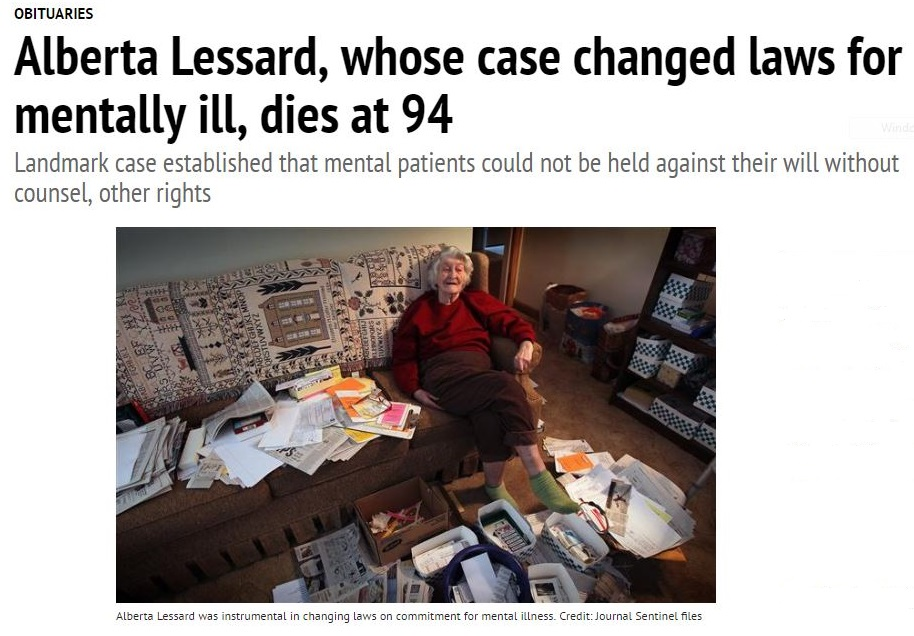 OBITUARIES
Alberta Lessard, whose case changed laws for
mentally ill, dies at 94
Landmark case established that mental patients could not be held against their will without
counsel, other rights
Alberta Lessard was instrumental in changing laws on commitment for mental illness. Credit: Journal Sentinel files